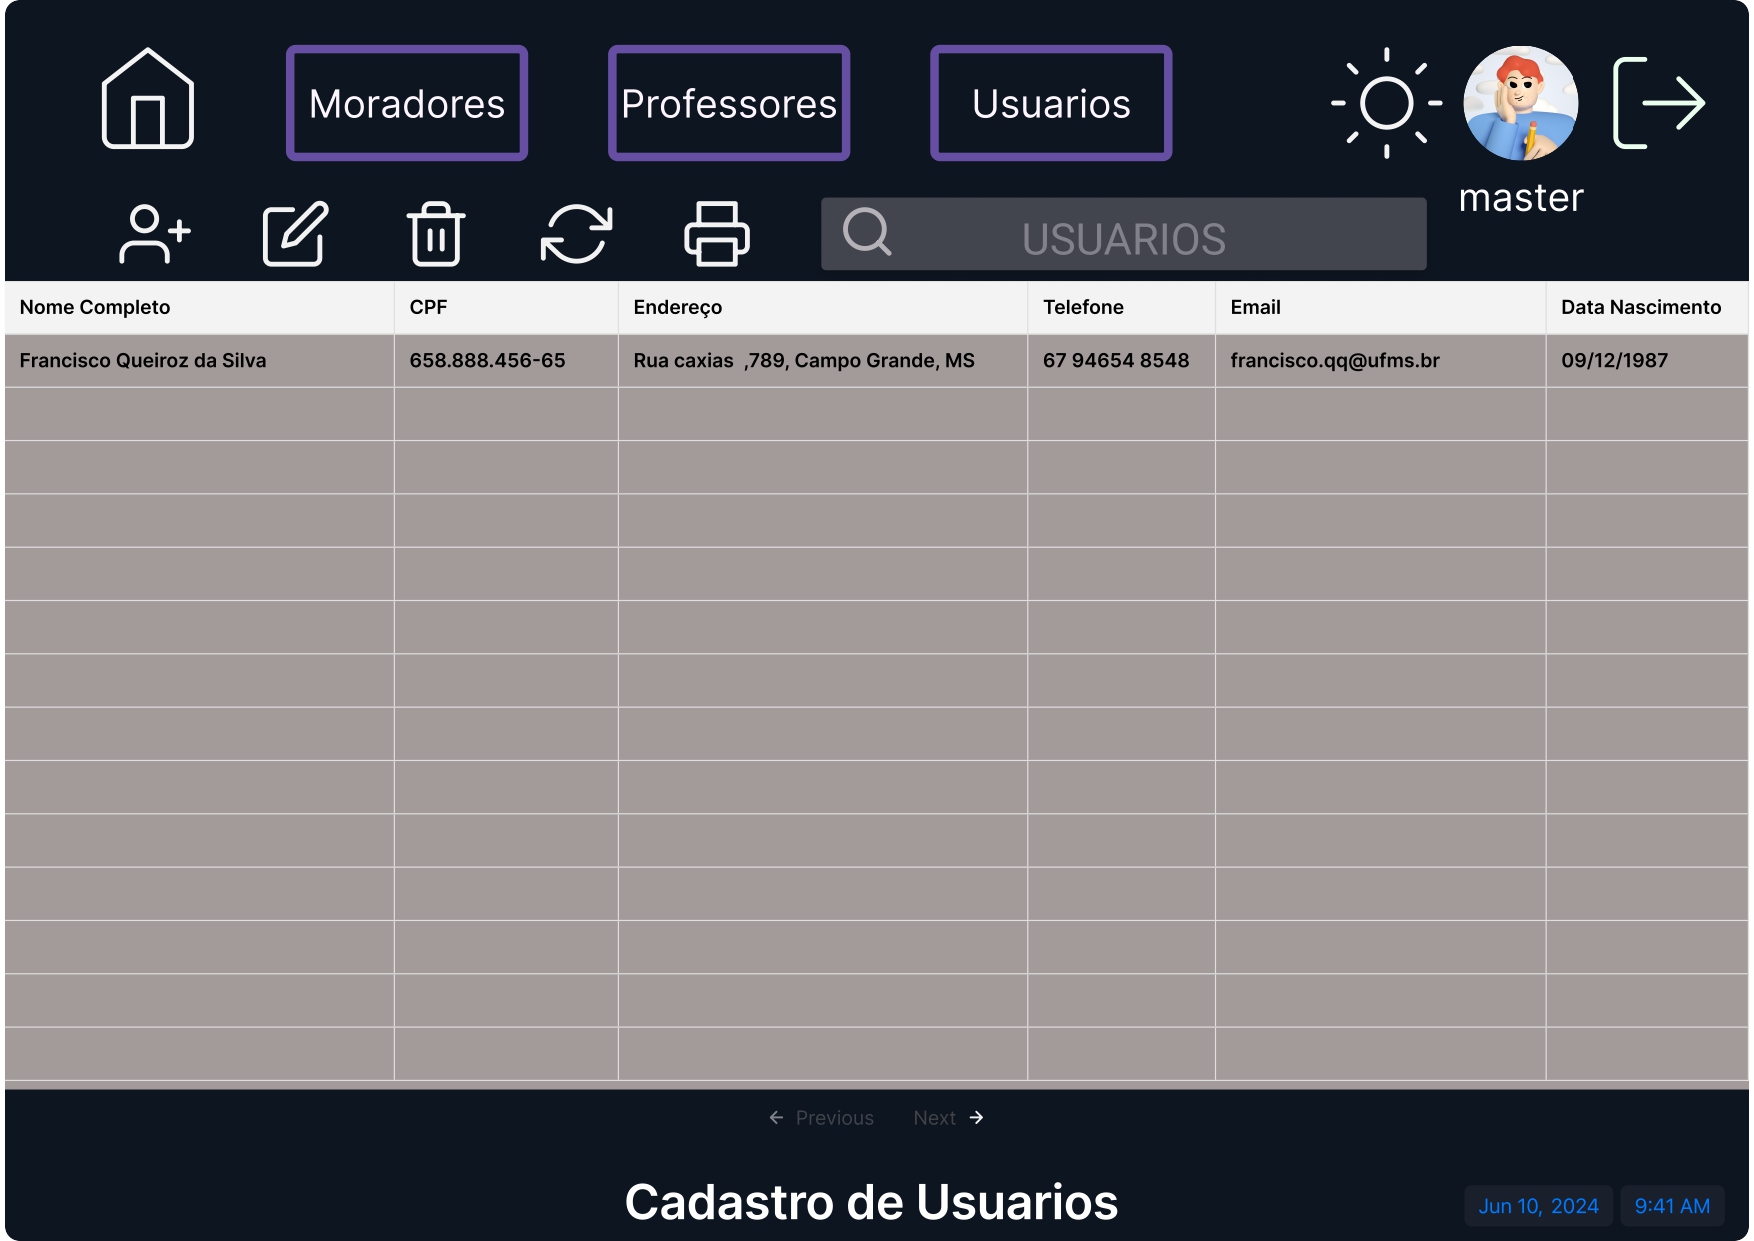 Moradores
Professores
Usuarios
master
USUARIOS
Nome Completo CPF Endereço Telefone Email Data Nascimento
Francisco Queiroz da Silva 658.888.456-65 Rua caxias ,789, Campo Grande, MS 67 94654 8548 francisco.qq@ufms.br 09/12/1987
Previous Next
Cadastro de Usuarios
Jun 10, 2024 9:41 AM